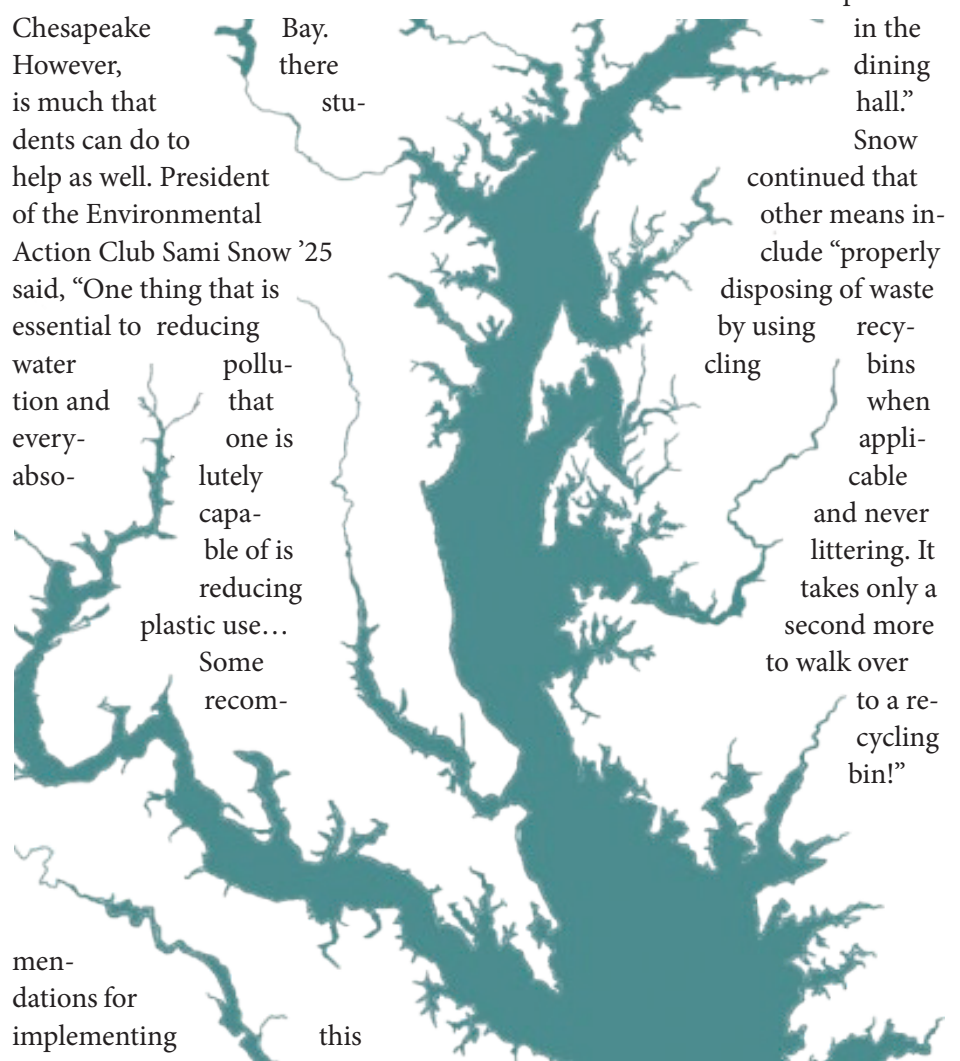 Chesapeake Bay.
However, there
is much that stu-
dents can do to
help as well. President
of the Environmental
Action Club Sami Snow ’25
said, “One thing that is
essential to reducing
water pollu-
tion and that
every- one is
abso- lutely
capa-
ble of is
reducing
plastic use…
Some
recom-
men-
dations for
implementing this
in the
dining
hall.”
Snow
continued that
other means in-
clude “properly
disposing of waste
by using recy-
cling bins
when
appli-
cable
and never
littering. It
takes only a
second more
to walk over
to a re-
cycling
bin!”